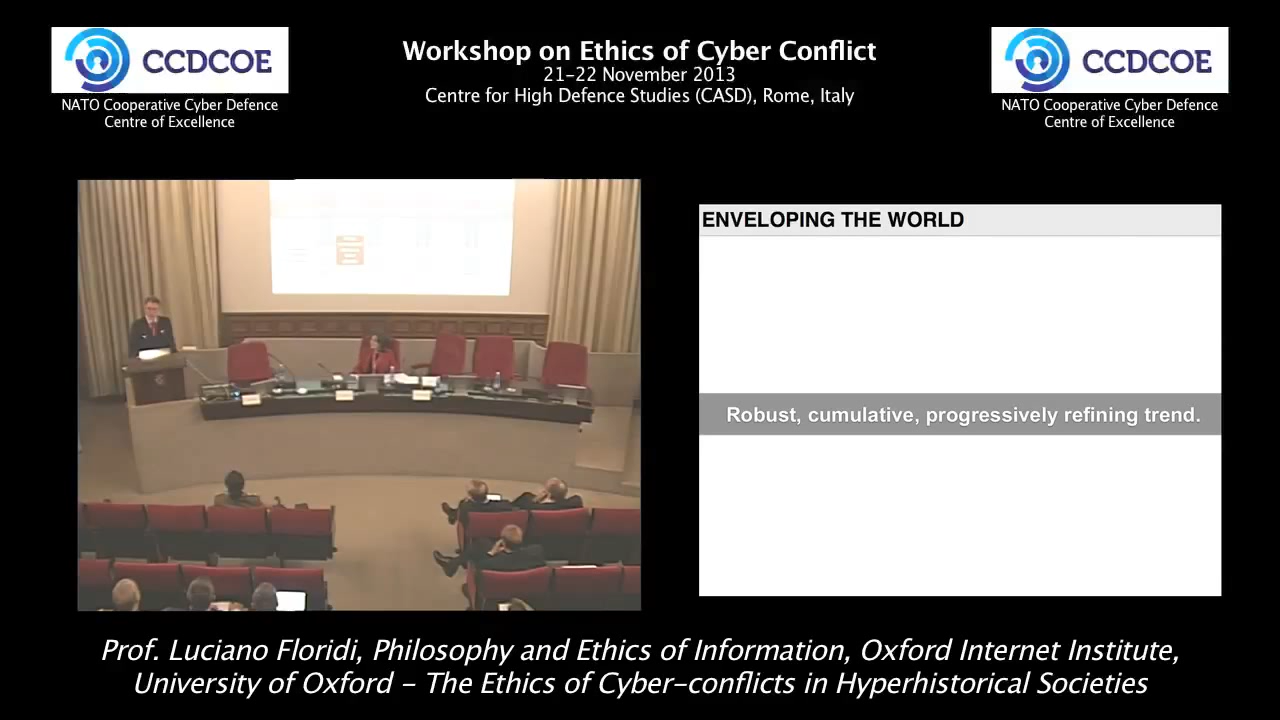 CCDCOE
NATO Cooperative Cyber Defence
Centre of Excellence
Workshop on Ethics of Cyber Conflict
21-22 November 2013
Centre for High Defence Studies (CASD), Rome, Italy
CCDCOE
NATO Cooperative Cyber Defence
Centre of Excellence
ENVELOPING THE WORLD
Robust, cumulative, progressively refining trend.
Prof. Luciano Floridi, Philosophy and Ethics of Information, Oxford Internet Institute,
University of Oxford - The Ethics of Cyber-conflicts in Hyperhistorical Societies